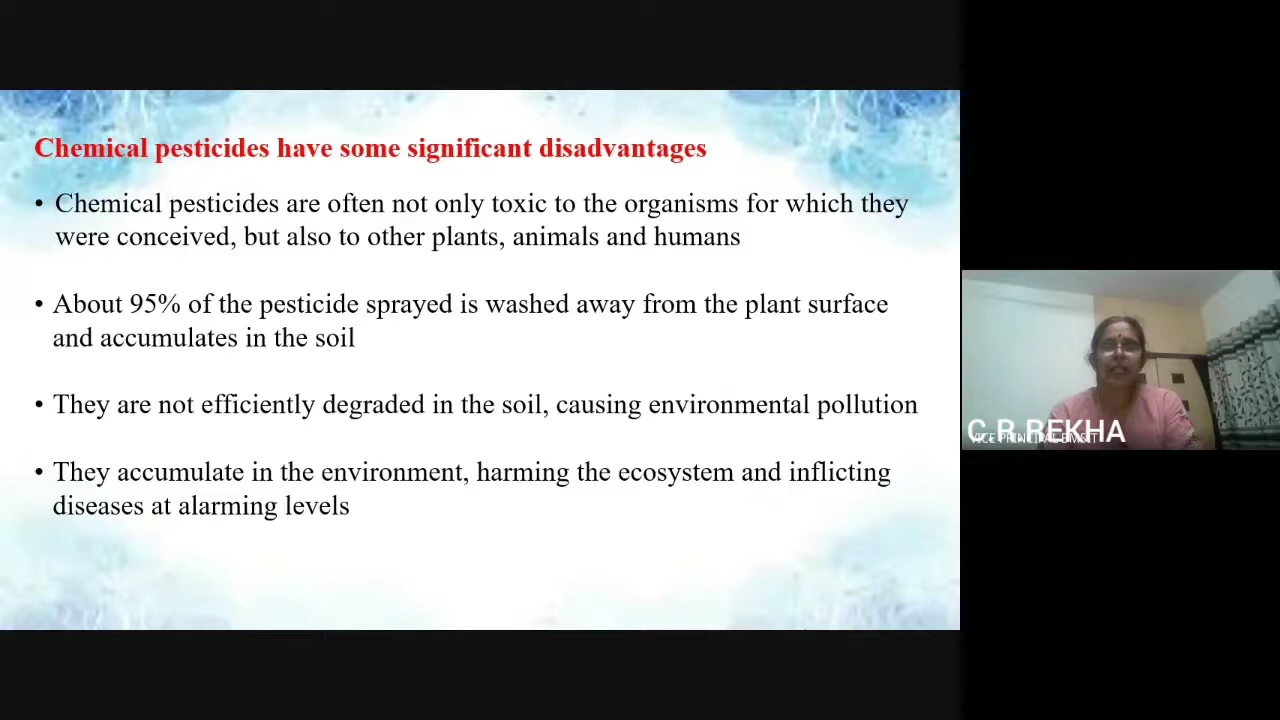 Chemical pesticides have some significant disadvantages
• Chemical pesticides are often not only toxic to the organisms for which they
were conceived, but also to other plants, animals and humans
• About 95% of the pesticide sprayed is washed away from the plant surface
and accumulates in the soil
• They are not efficiently degraded in the soil, causing environmental pollution
• They accumulate in the environment, harming the ecosystem and inflicting
diseases at alarming levels
C.R.REKHA
VICE PRINCIPAL